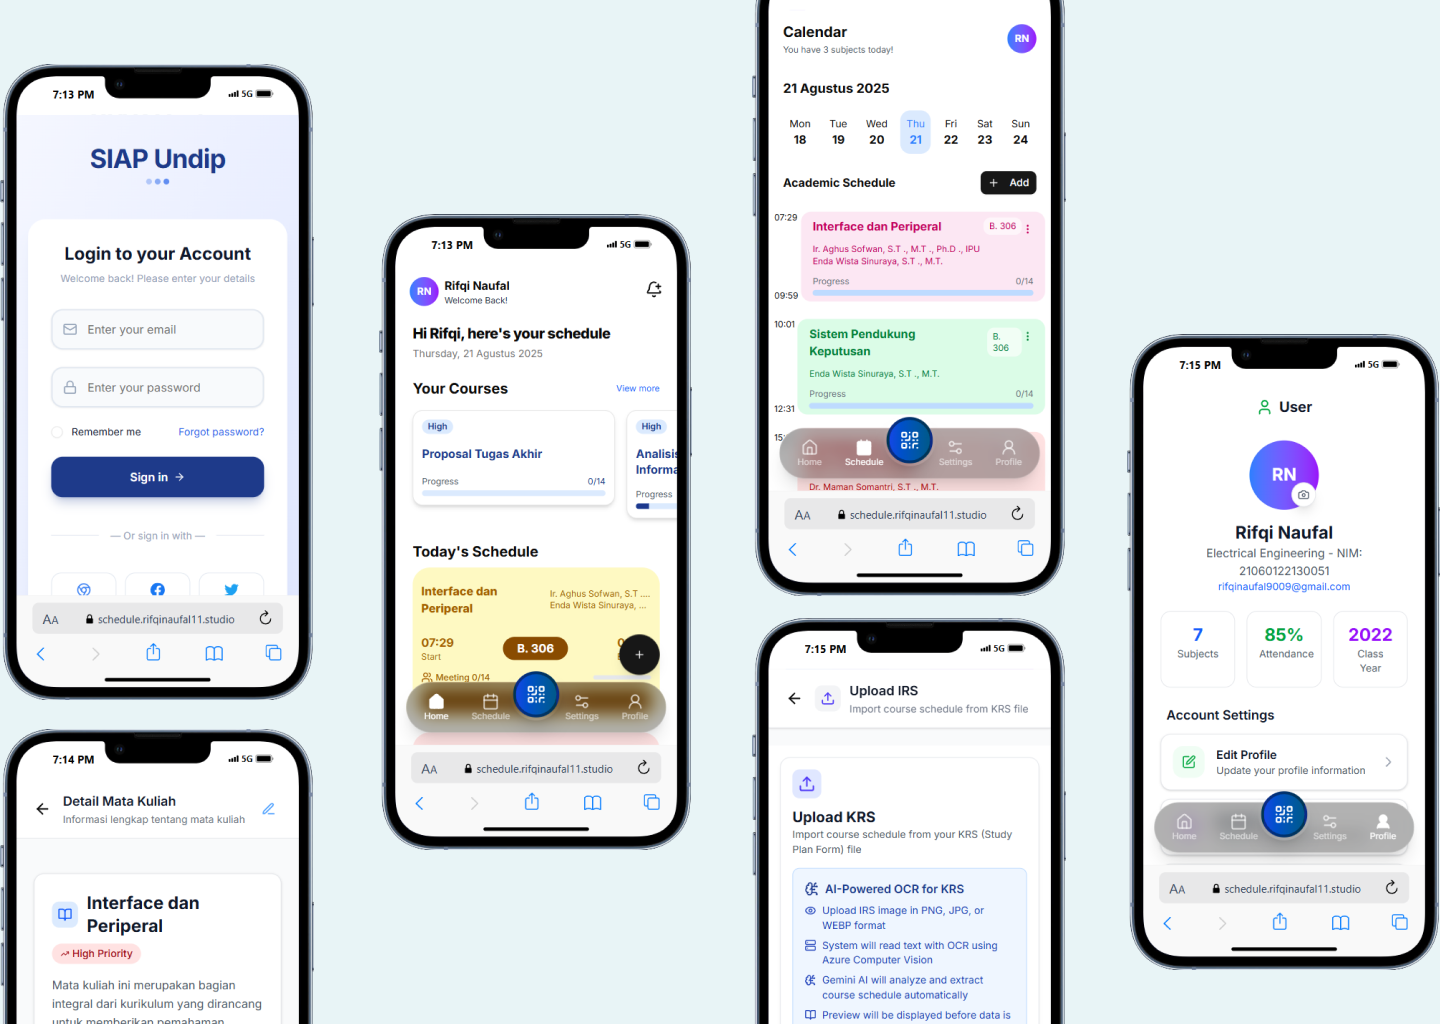 7:13 PM
5G
SIAP Undip
Login to your Account
Welcome back! Please enter your details
Enter your email
Enter your password
Remember me
Forgot password?
Sign in →
— Or sign in with —
AA schedule.rifqinaufal11.studio
7:14 PM
5G
Detail Mata Kuliah
Informasi lengkap tentang mata kuliah
Interface dan
Periperal
High Priority
Mata kuliah ini merupakan bagian
integral dari kurikulum yang dirancang
untuk memberikan pemahaman
7:13 PM
5G
RN
Rifqi Naufal
Welcome Back!
Hi Rifqi, here's your schedule
Thursday, 21 Agustus 2025
Your Courses
View more
High
Proposal Tugas Akhir
Progress
0/14
High
Analisis
Informa
Progress
Today's Schedule
Interface dan
Periperal
Ir. Aghus Sofwan, S.T ....
Enda Wista Sinuraya, ...
07:29
Start
B. 306
+
Meeting 0/14
Home
Schedule
Settings
Profile
AA schedule.rifqinaufal11.studio
Calendar
You have 3 subjects today!
RN
21 Agustus 2025
Mon Tue Wed Thu Fri Sat Sun
18 19 20 21 22 23 24
Academic Schedule
+ Add
07:29
Interface dan Periperal
B. 306
Ir. Aghus Sofwan, S.T ., M.T ., Ph.D ., IPU
Enda Wista Sinuraya, S.T ., M.T.
Progress
0/14
09:59
10:01
Sistem Pendukung
Keputusan
B.
306
Enda Wista Sinuraya, S.T ., M.T.
Progress
0/14
12:31
15:
Home
Schedule
Settings
Profile
Dr. Maman Somantri, S.T ., M.T.
AA schedule.rifqinaufal11.studio
7:15 PM
5G
Upload IRS
Import course schedule from KRS file
Upload KRS
Import course schedule from your KRS (Study
Plan Form) file
AI-Powered OCR for KRS
Upload IRS image in PNG, JPG, or
WEBP format
System will read text with OCR using
Azure Computer Vision
Gemini AI will analyze and extract
course schedule automatically
Preview will be displayed before data is
7:15 PM
5G
User
RN
Rifqi Naufal
Electrical Engineering - NIM:
21060122130051
rifqinaufal9009@gmail.com
7
Subjects
85%
Attendance
2022
Class
Year
Account Settings
Edit Profile
Update your profile information
Home
Schedule
Settings
Profile
AA schedule.rifqinaufal11.studio